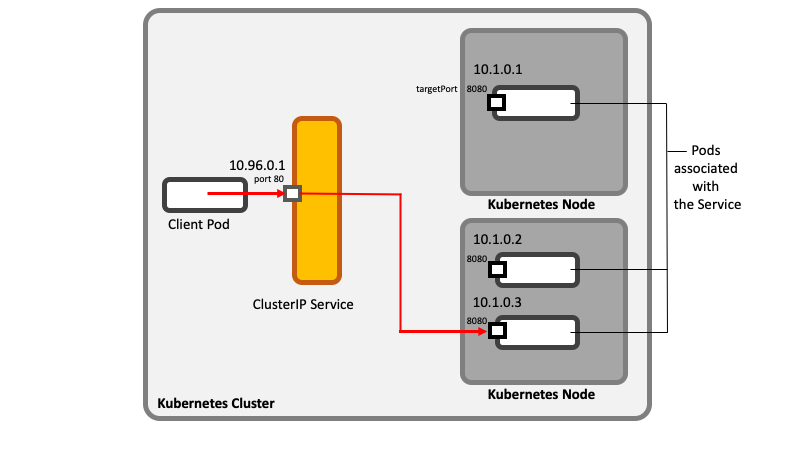 10.1.0.1
targetPort 8080
10.96.0.1
port 80
Client Pod
ClusterIP Service
Kubernetes Node
10.1.0.2
8080
10.1.0.3
8080
Kubernetes Node
Pods
associated
with
the Service
Kubernetes Cluster